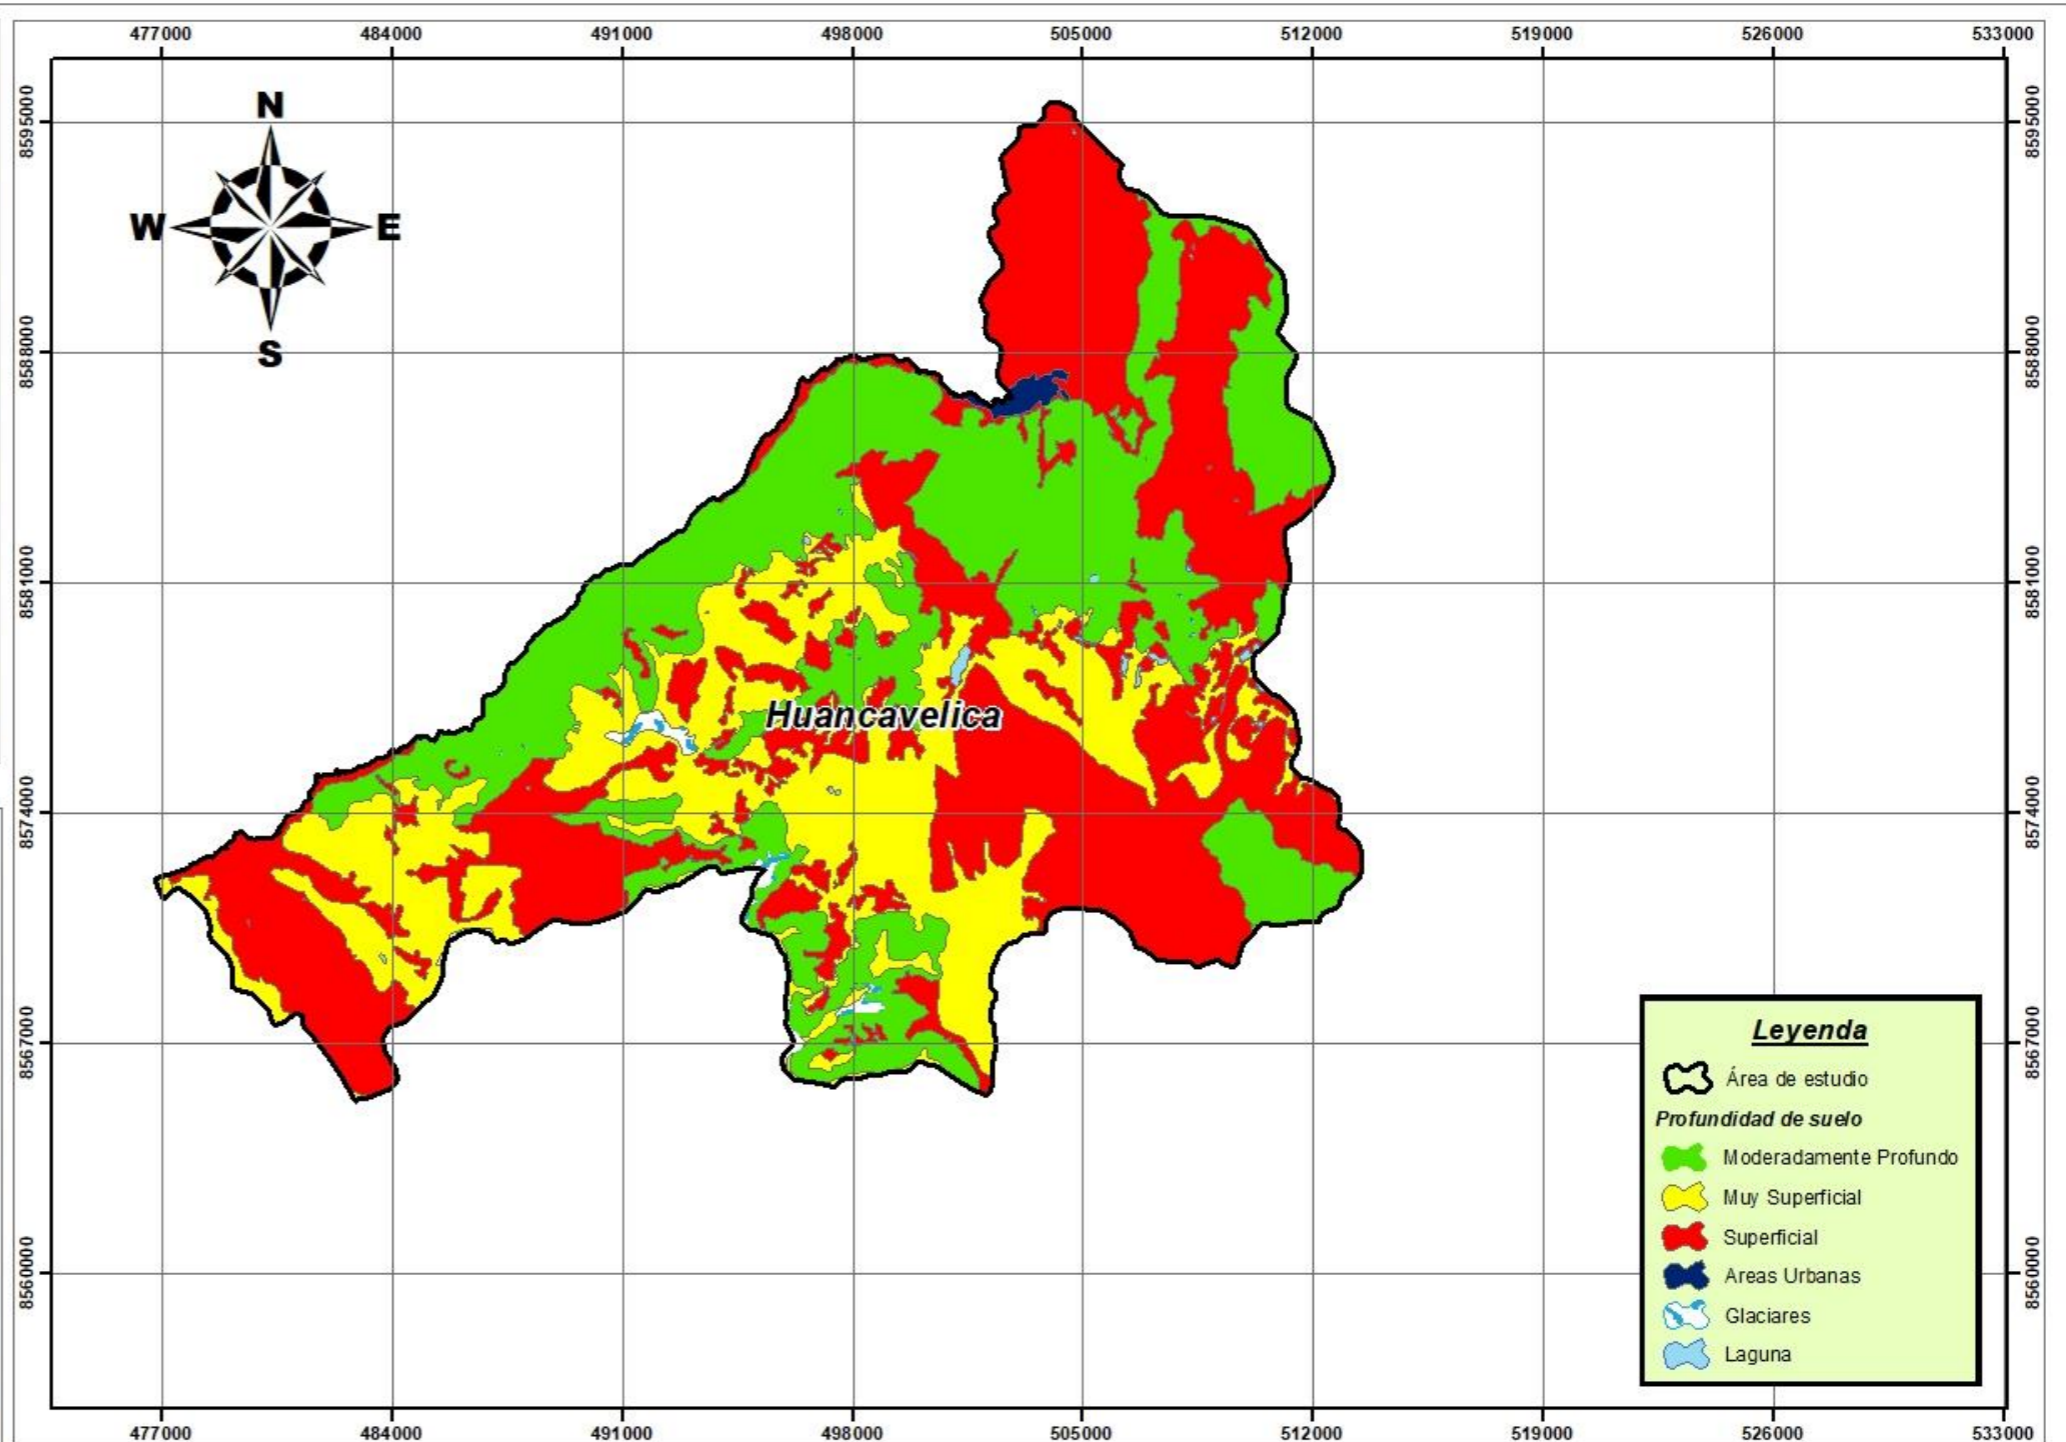 477000 484000 491000 498000 505000 512000 519000 526000 533000
8595000 8595000
N
W E
S
8588000 8588000
8581000 8581000
Huancavelica
8574000 8574000
8567000 8567000
Leyenda
Área de estudio
Profundidad de suelo
Moderadamente Profundo
Muy Superficial
Superficial
Areas Urbanas
Glaciares
Laguna
8560000 8560000
477000 484000 491000 498000 505000 512000 519000 526000 533000